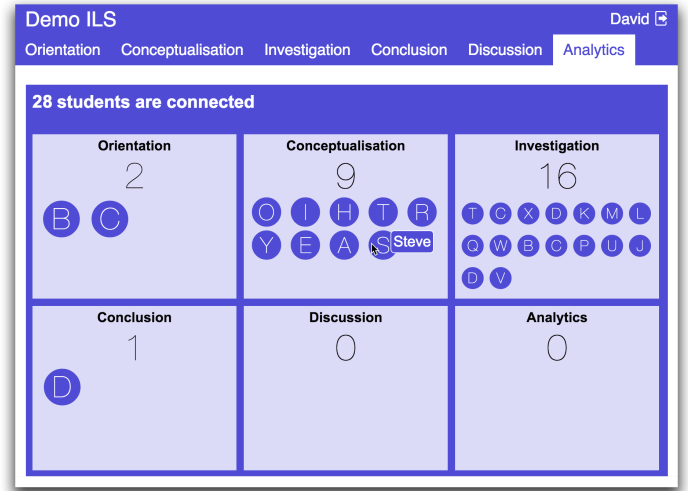 Demo ILS David
Orientation Conceptualisation Investigation Conclusion Discussion Analytics
28 students are connected
Orientation Conceptualisation Investigation
2 9 16
B C O I H T R T C X D K M L
Y E A S Steve Q W B C P U J
D V
Conclusion Discussion Analytics
1 0 0
D